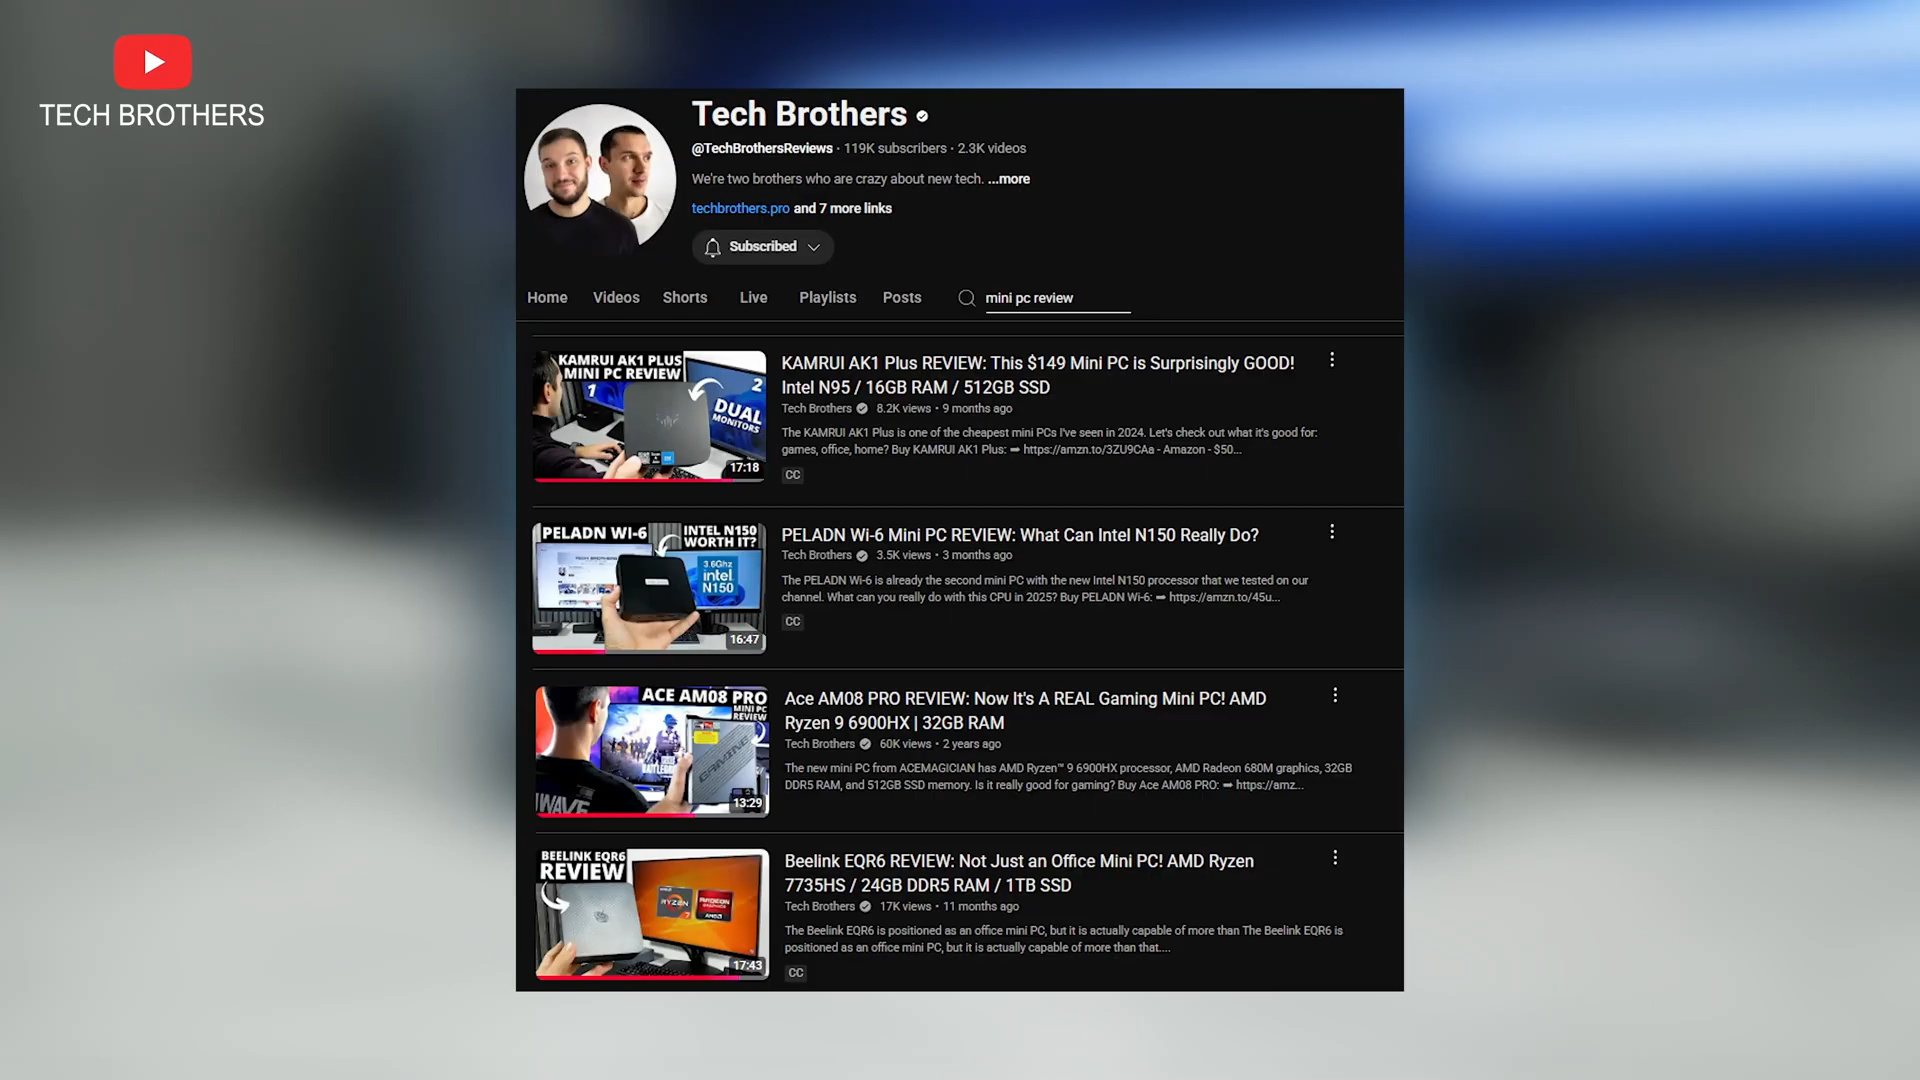 TECH BROTHERS
Tech Brothers
@TechBrothersReviews · 119K subscribers · 2.3K videos
We're two brothers who are crazy about new tech. ...more
techbrothers.pro and 7 more links
Subscribed
Home Videos Shorts Live Playlists Posts mini pc review
KAMRUI AK1 PLUS
MINI PC REVIEW
1
2
DUAL
MONITORS
17:18
KAMRUI AK1 Plus REVIEW: This $149 Mini PC is Surprisingly GOOD!
Intel N95 / 16GB RAM / 512GB SSD
Tech Brothers 8.2K views • 9 months ago
The KAMRUI AK1 Plus is one of the cheapest mini PCs I've seen in 2024. Let's check out what it's good for:
games, office, home? Buy KAMRUI AK1 Plus: ➡ https://amzn.to/3ZU9CAa - Amazon - $50...
CC
PELADN WI-6
INTEL N150
WORTH IT?
3.6Ghz
intel
N150
16:47
PELADN Wi-6 Mini PC REVIEW: What Can Intel N150 Really Do?
Tech Brothers 3.5K views • 3 months ago
The PELADN Wi-6 is already the second mini PC with the new Intel N150 processor that we tested on our
channel. What can you really do with this CPU in 2025? Buy PELADN Wi-6: ➡ https://amzn.to/45u...
CC
ACE AM08 PRO
MINI PC
REVIEW
GAMING
13:29
Ace AM08 PRO REVIEW: Now It's A REAL Gaming Mini PC! AMD
Ryzen 9 6900HX | 32GB RAM
Tech Brothers 60K views • 2 years ago
The new mini PC from ACEMAGICIAN has AMD Ryzen™ 9 6900HX processor, AMD Radeon 680M graphics, 32GB
DDR5 RAM, and 512GB SSD memory. Is it really good for gaming? Buy Ace AM08 PRO: ➡ https://amz...
BEELINK EQR6
REVIEW
RYZEN
RADEON
AMD
17:43
Beelink EQR6 REVIEW: Not Just an Office Mini PC! AMD Ryzen
7735HS / 24GB DDR5 RAM / 1TB SSD
Tech Brothers 17K views • 11 months ago
The Beelink EQR6 is positioned as an office mini PC, but it is actually capable of more than The Beelink EQR6 is
positioned as an office mini PC, but it is actually capable of more than that....
CC